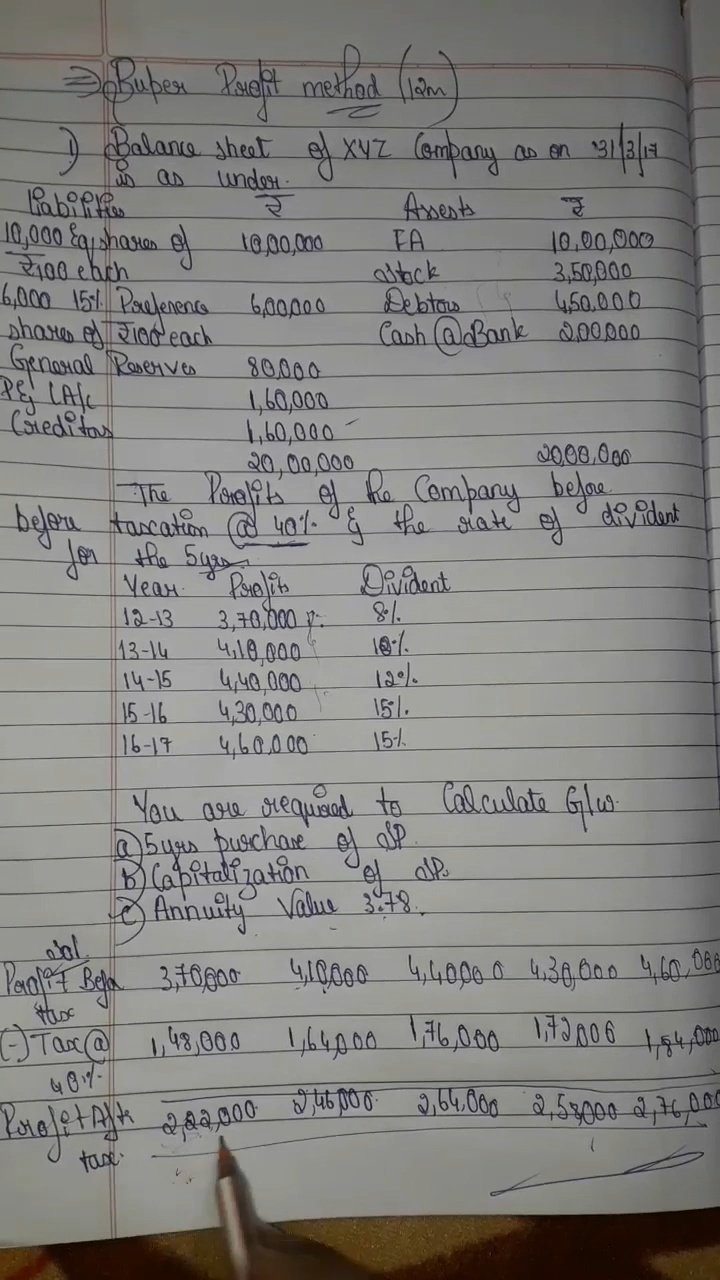 ⇒ Super Profit method (12m)
1) Balance sheet of XYZ Company as on 31/3/17
is as under.
Liabilities ₹ Assests ₹
10,000 Eq, shares of 10,00,000 FA 10,00,000
₹100 each Stock 3,50,000
6,000 15% Preference 6,00,000 Debtors 4,50,000
shares of ₹100 each Cash @ Bank 2,00,000
General Reserves 80,000
P&L A/c 1,60,000
Creditors 1,60,000
20,00,000 20,00,000
The Profits of the Company before
before taxcation @ 40% & the rate of divident
for the 5yrs
Year Profit Divident
12-13 3,70,000 8%
13-14 4,10,000 10%
14-15 4,40,000 12%
15-16 4,30,000 15%
16-17 4,60,000 15%
You are required to Calculate G/w.
a) 5yrs purchase of SP
b) Capitalization of SP.
c) Annuity Value 3.78.
Sol
Profit Befo 3,70,000 4,10,000 4,40,000 4,30,000 4,60,000
tax
(-) Tax @ 1,48,000 1,64,000 1,76,000 1,72,000 1,84,000
40%
Profit Aft 2,22,000 2,46,000 2,64,000 2,58,000 2,76,000
tax.